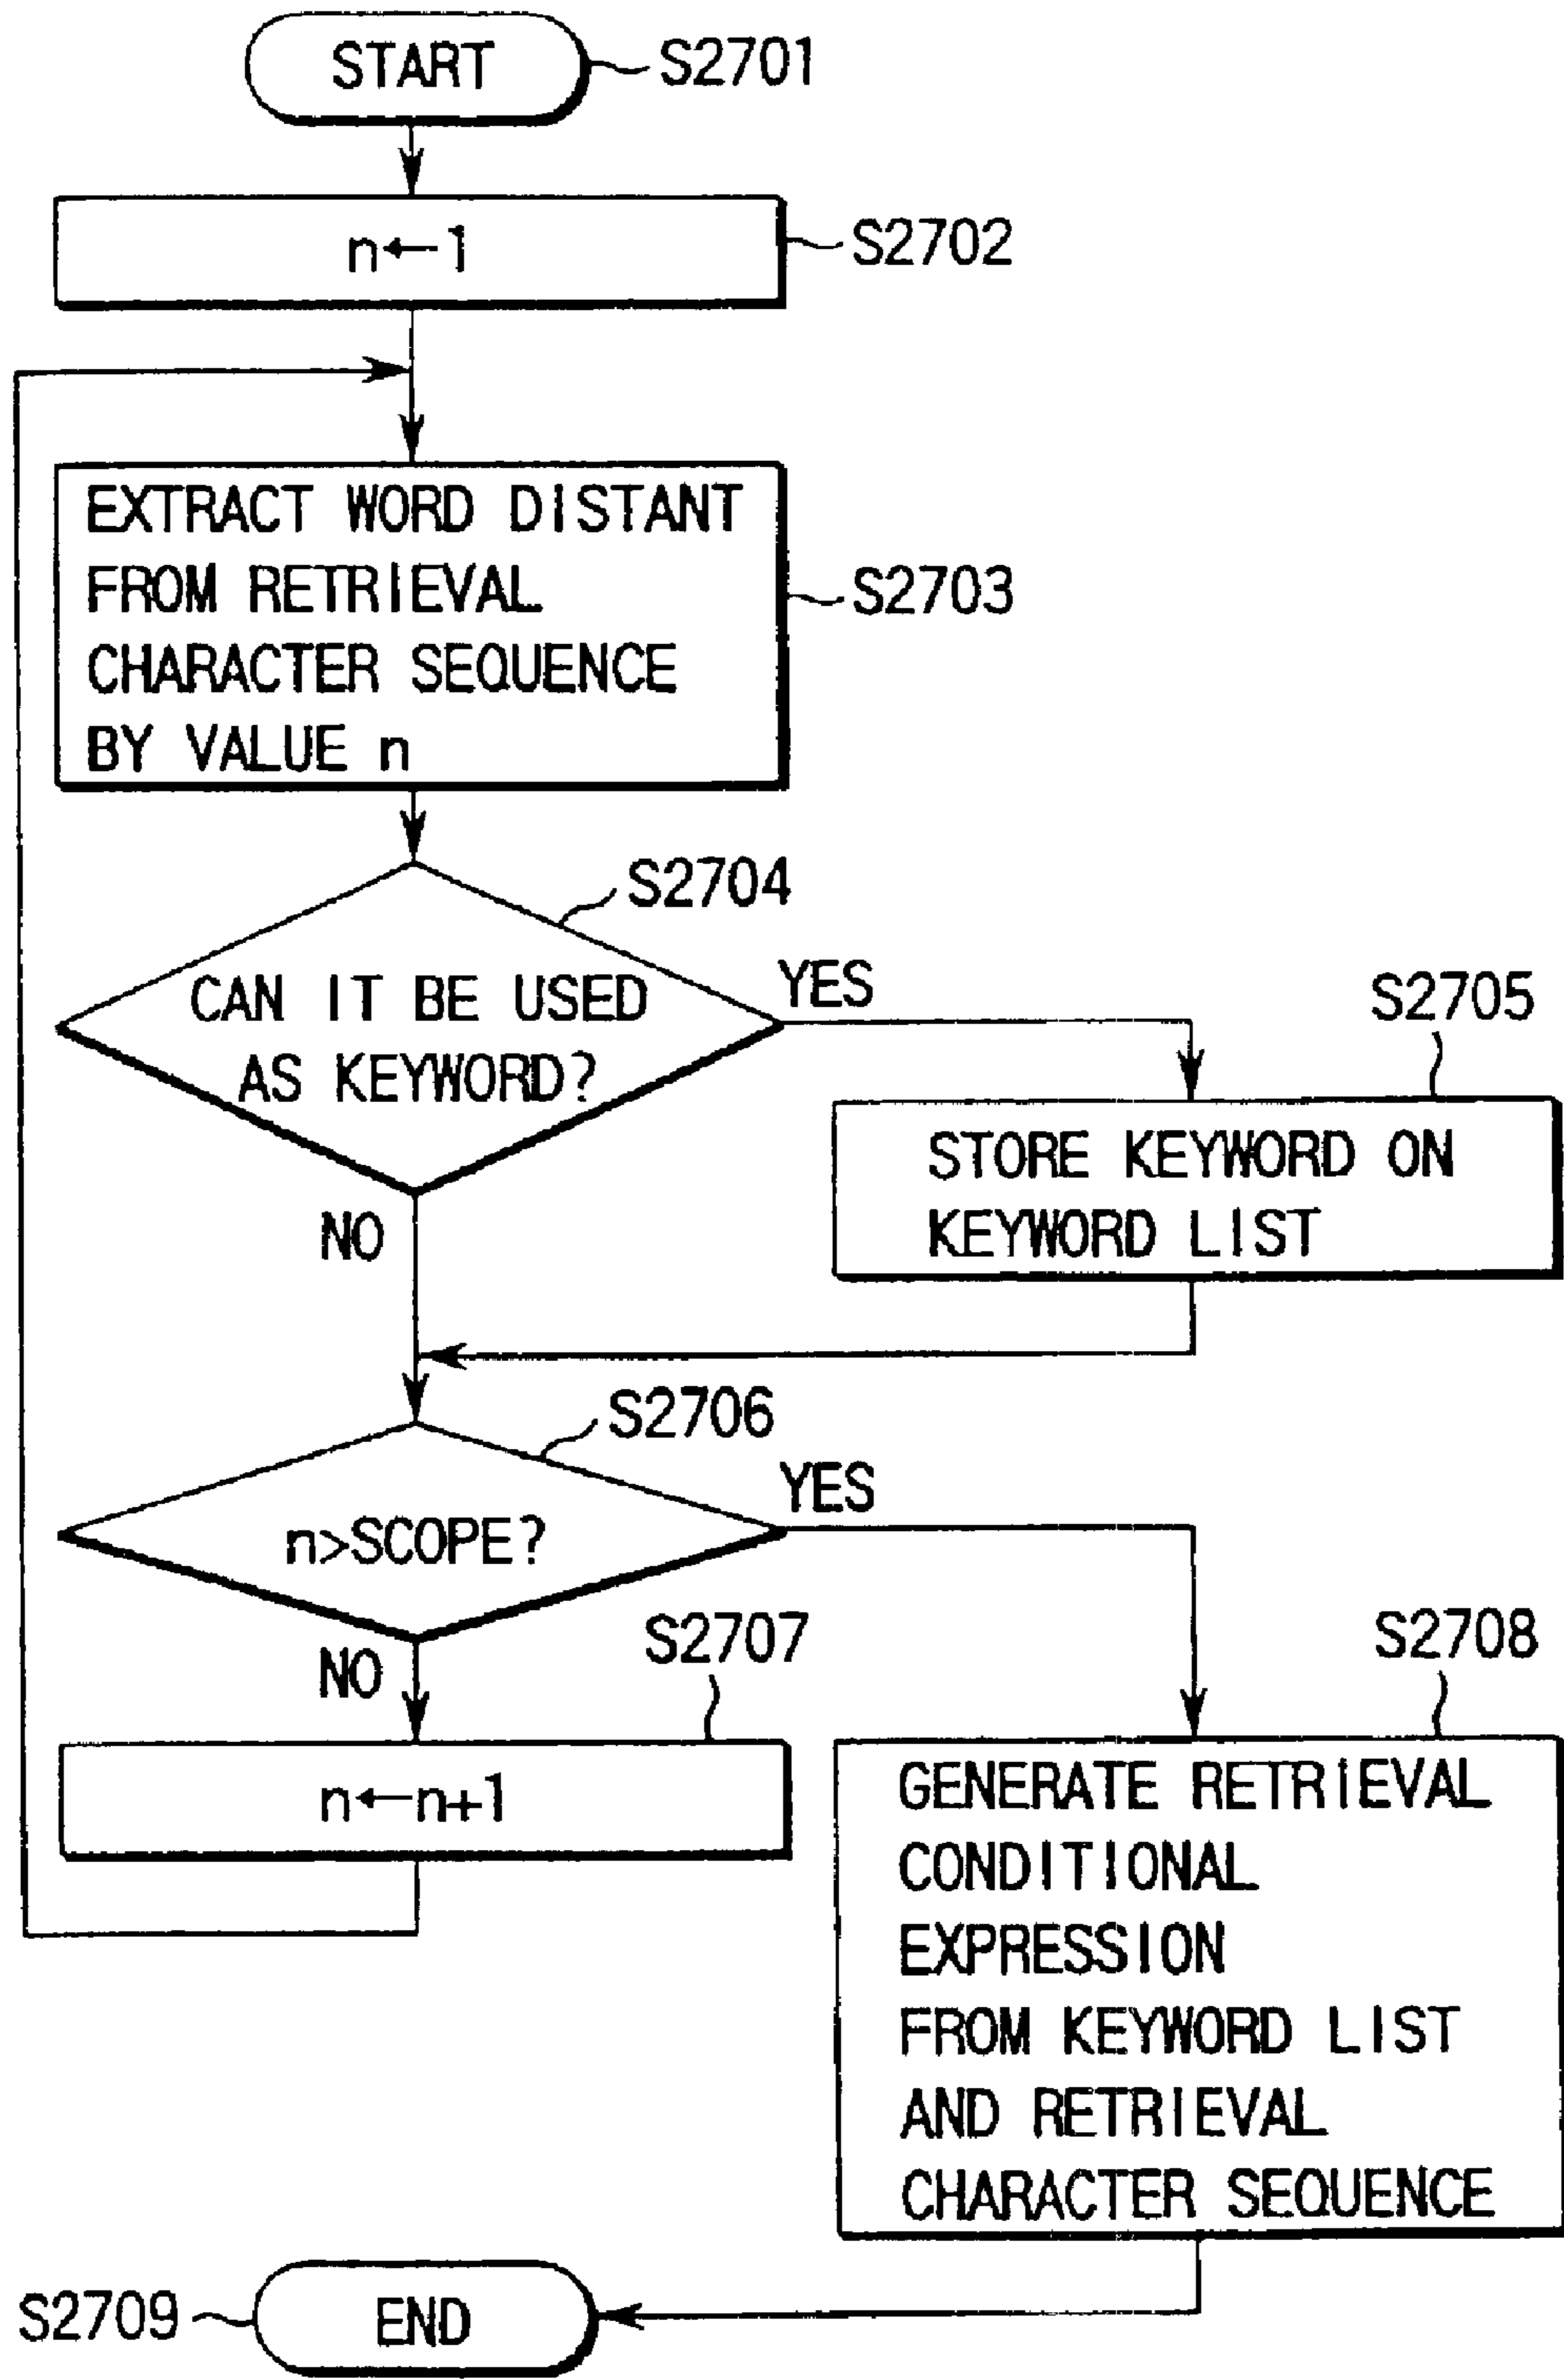 START
S2701
n←1
S2702
EXTRACT WORD DISTANT
FROM RETRIEVAL
CHARACTER SEQUENCE
BY VALUE n
S2703
S2704
CAN IT BE USED
AS KEYWORD?
YES
NO
S2705
STORE KEYWORD ON
KEYWORD LIST
S2706
n>SCOPE?
YES
NO
S2707
n←n+1
S2708
GENERATE RETRIEVAL
CONDITIONAL
EXPRESSION
FROM KEYWORD LIST
AND RETRIEVAL
CHARACTER SEQUENCE
S2709
END